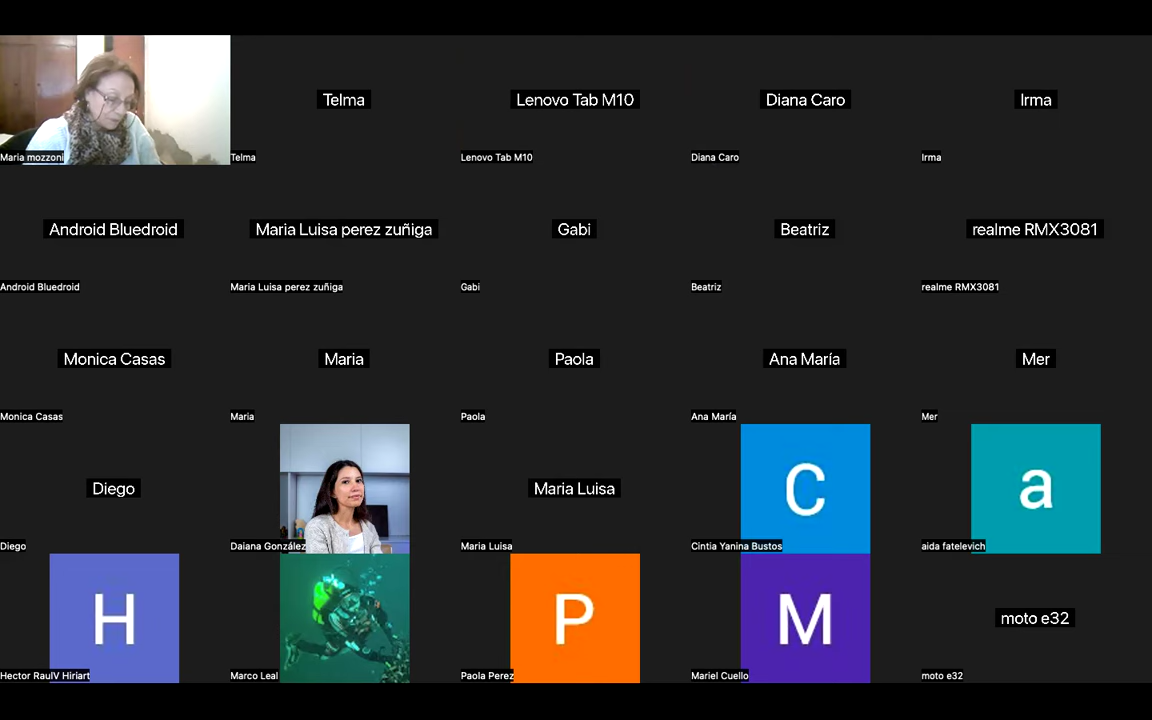 Maria mozzoni
Telma
Telma
Lenovo Tab M10
Lenovo Tab M10
Diana Caro
Diana Caro
Irma
Irma
Android Bluedroid
Android Bluedroid
Maria Luisa perez zuñiga
Maria Luisa perez zuñiga
Gabi
Gabi
Beatriz
Beatriz
realme RMX3081
realme RMX3081
Monica Casas
Monica Casas
Maria
Maria
Paola
Paola
Ana María
Ana María
Mer
Mer
Diego
Diego
Daiana González
Maria Luisa
Maria Luisa
C
Cintia Yanina Bustos
a
aida fatelevich
H
Hector RaulV Hiriart
Marco Leal
P
Paola Perez
M
Mariel Cuello
moto e32
moto e32